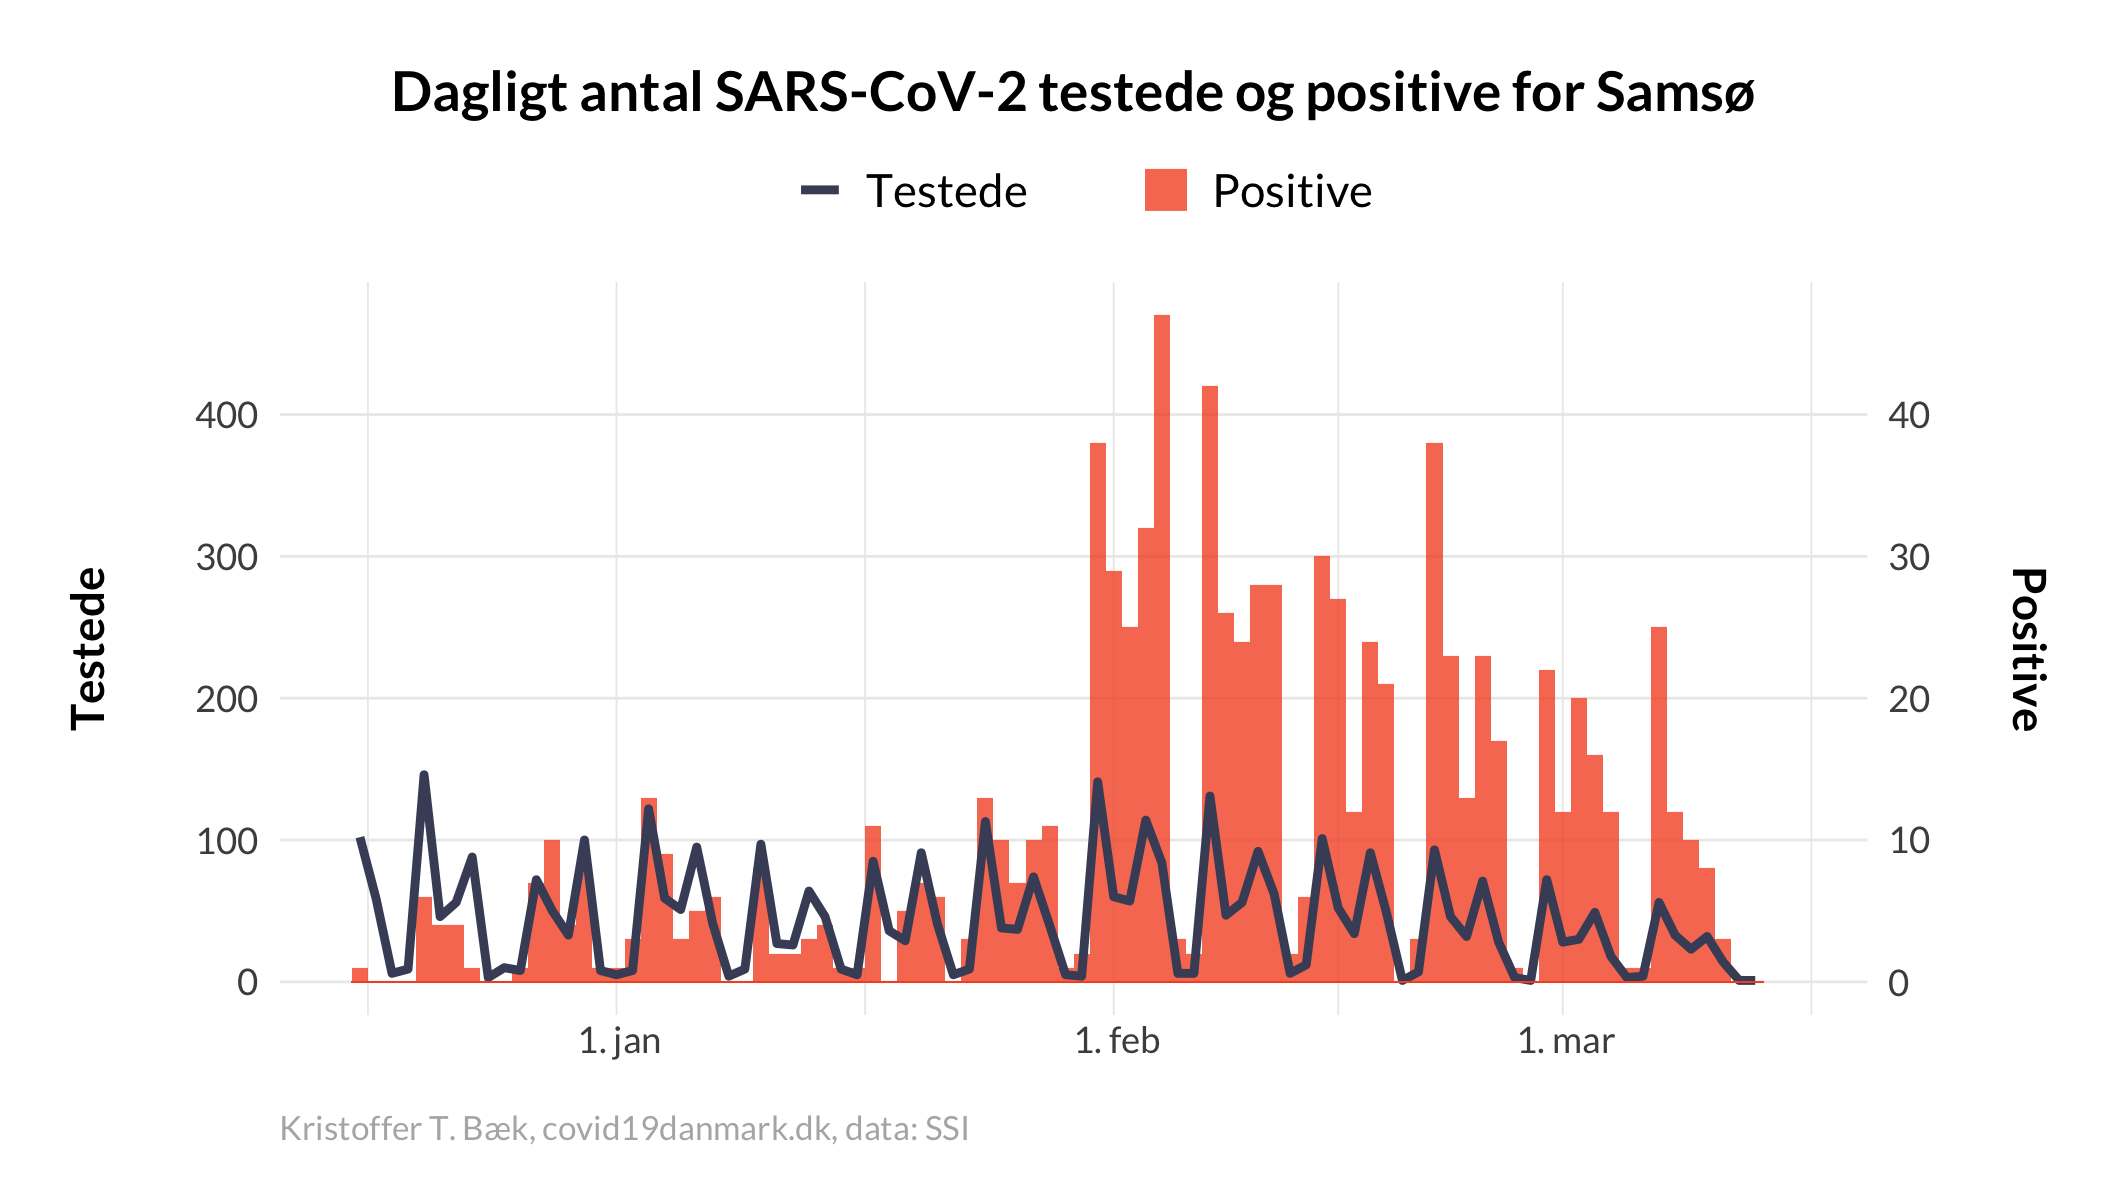 Dagligt antal SARS-CoV-2 testede og positive for Samsø
Testede
Positive
400
300
200
100
0
40
30
20
10
0
Testede
Positive
1. jan
1. feb
1. mar
Kristoffer T. Bæk, covid19danmark.dk, data: SSI